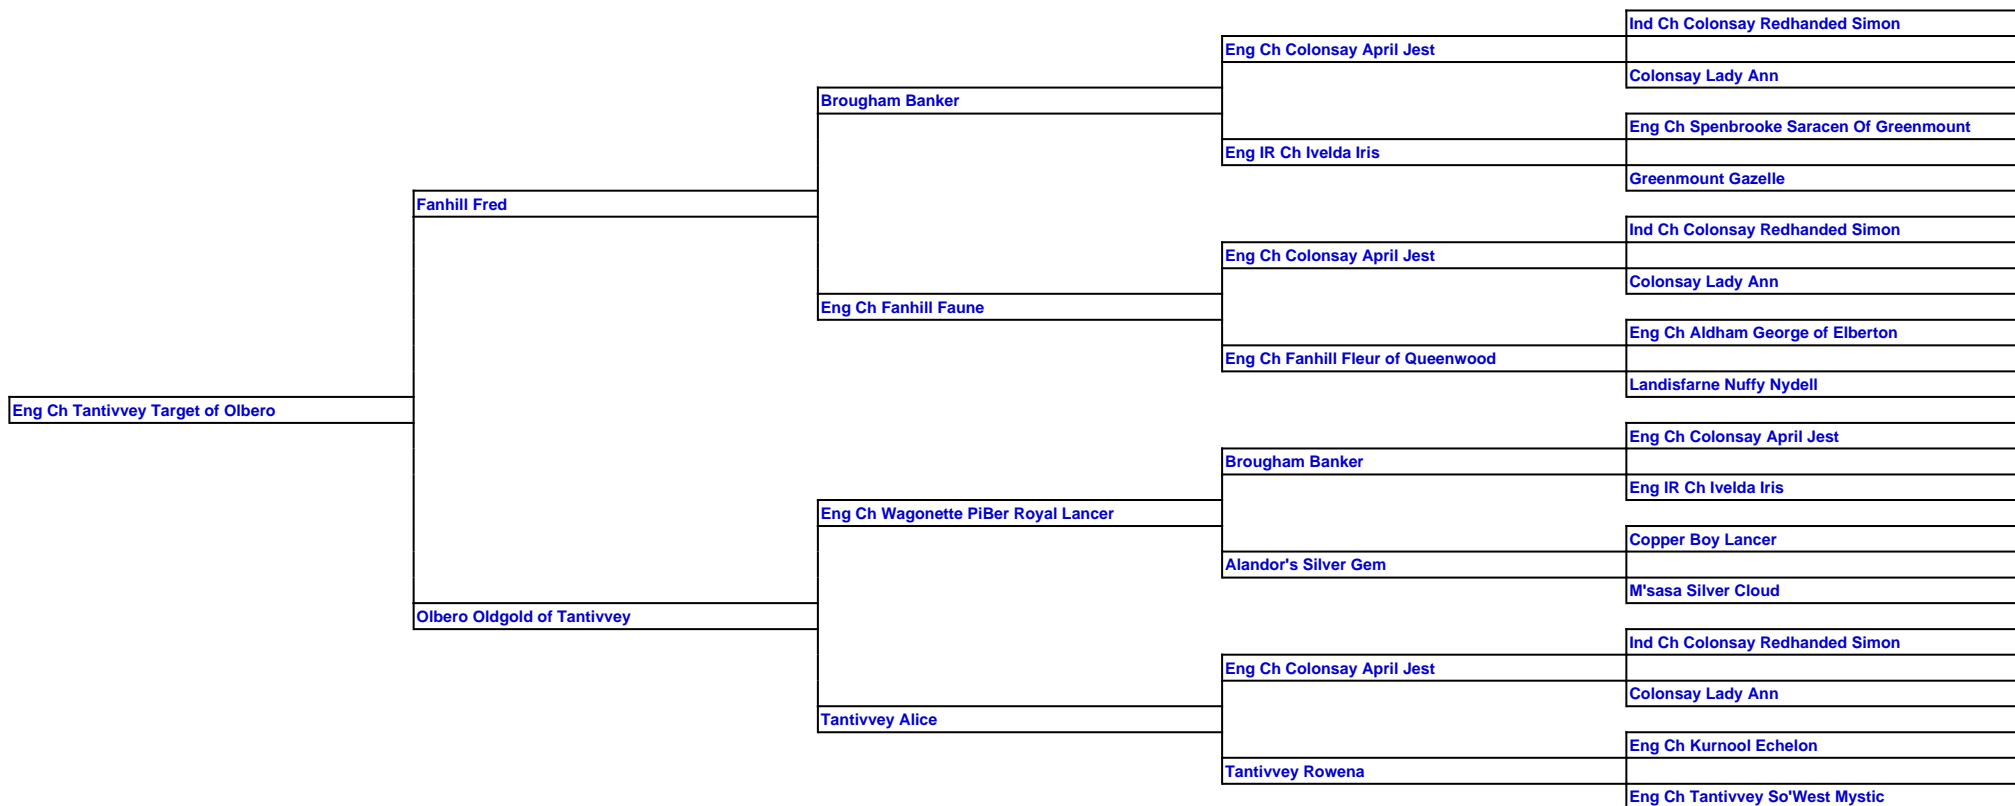 Ind Ch Colonsay Redhanded Simon
Eng Ch Colonsay April Jest
Colonsay Lady Ann
Brougham Banker
Eng Ch Spenbrooke Saracen Of Greenmount
Eng IR Ch Ivelda Iris
Greenmount Gazelle
Fanhill Fred
Ind Ch Colonsay Redhanded Simon
Eng Ch Colonsay April Jest
Colonsay Lady Ann
Eng Ch Fanhill Faune
Eng Ch Aldham George of Elberton
Eng Ch Fanhill Fleur of Queenwood
Landisfarne Nuffy Nydell
Eng Ch Tantivvey Target of Olbero
Eng Ch Colonsay April Jest
Brougham Banker
Eng IR Ch Ivelda Iris
Eng Ch Wagonette PiBer Royal Lancer
Copper Boy Lancer
Alandor's Silver Gem
M'sasa Silver Cloud
Olbero Oldgold of Tantivvey
Ind Ch Colonsay Redhanded Simon
Eng Ch Colonsay April Jest
Colonsay Lady Ann
Tantivvey Alice
Eng Ch Kurnool Echelon
Tantivvey Rowena
Eng Ch Tantivvey So'West Mystic